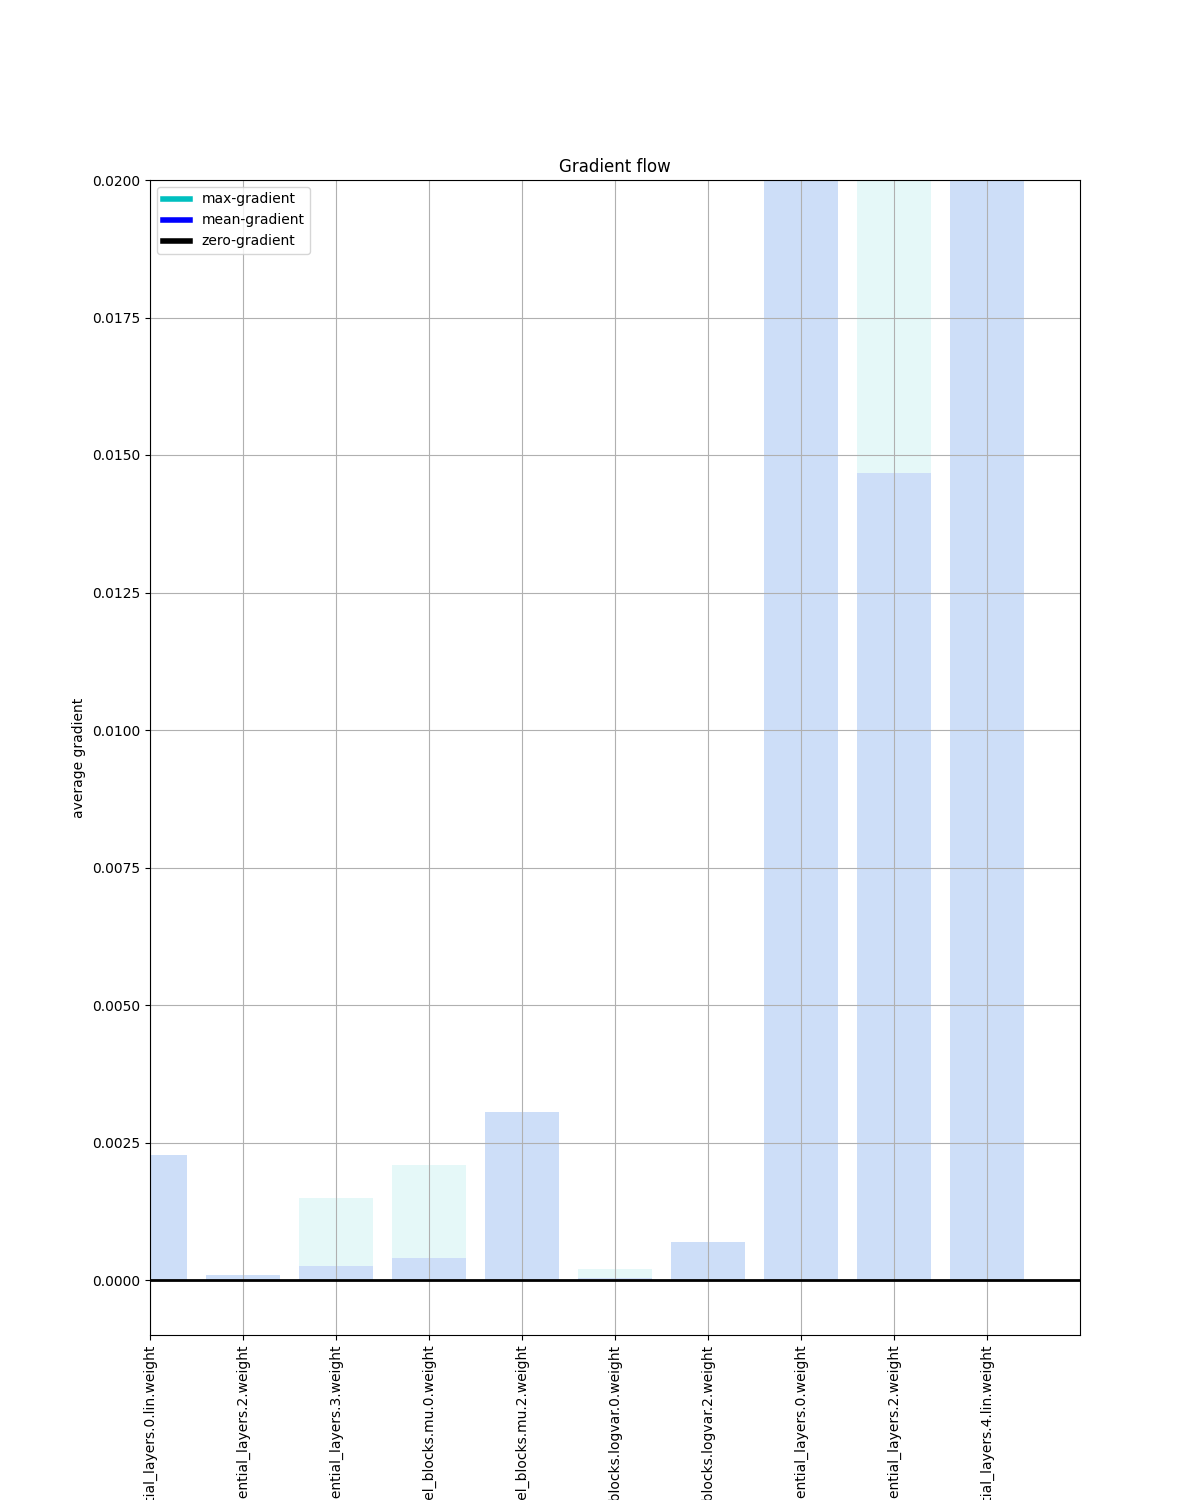 Gradient flow
max-gradient
mean-gradient
zero-gradient
0.0200
0.0175
0.0150
0.0125
0.0100
0.0075
0.0050
0.0025
0.0000
average gradient
tial_layers.0.lin.weight
ential_layers.2.weight
ential_layers.3.weight
el_blocks.mu.0.weight
el_blocks.mu.2.weight
blocks.logvar.0.weight
blocks.logvar.2.weight
ential_layers.0.weight
ential_layers.2.weight
tial_layers.4.lin.weight